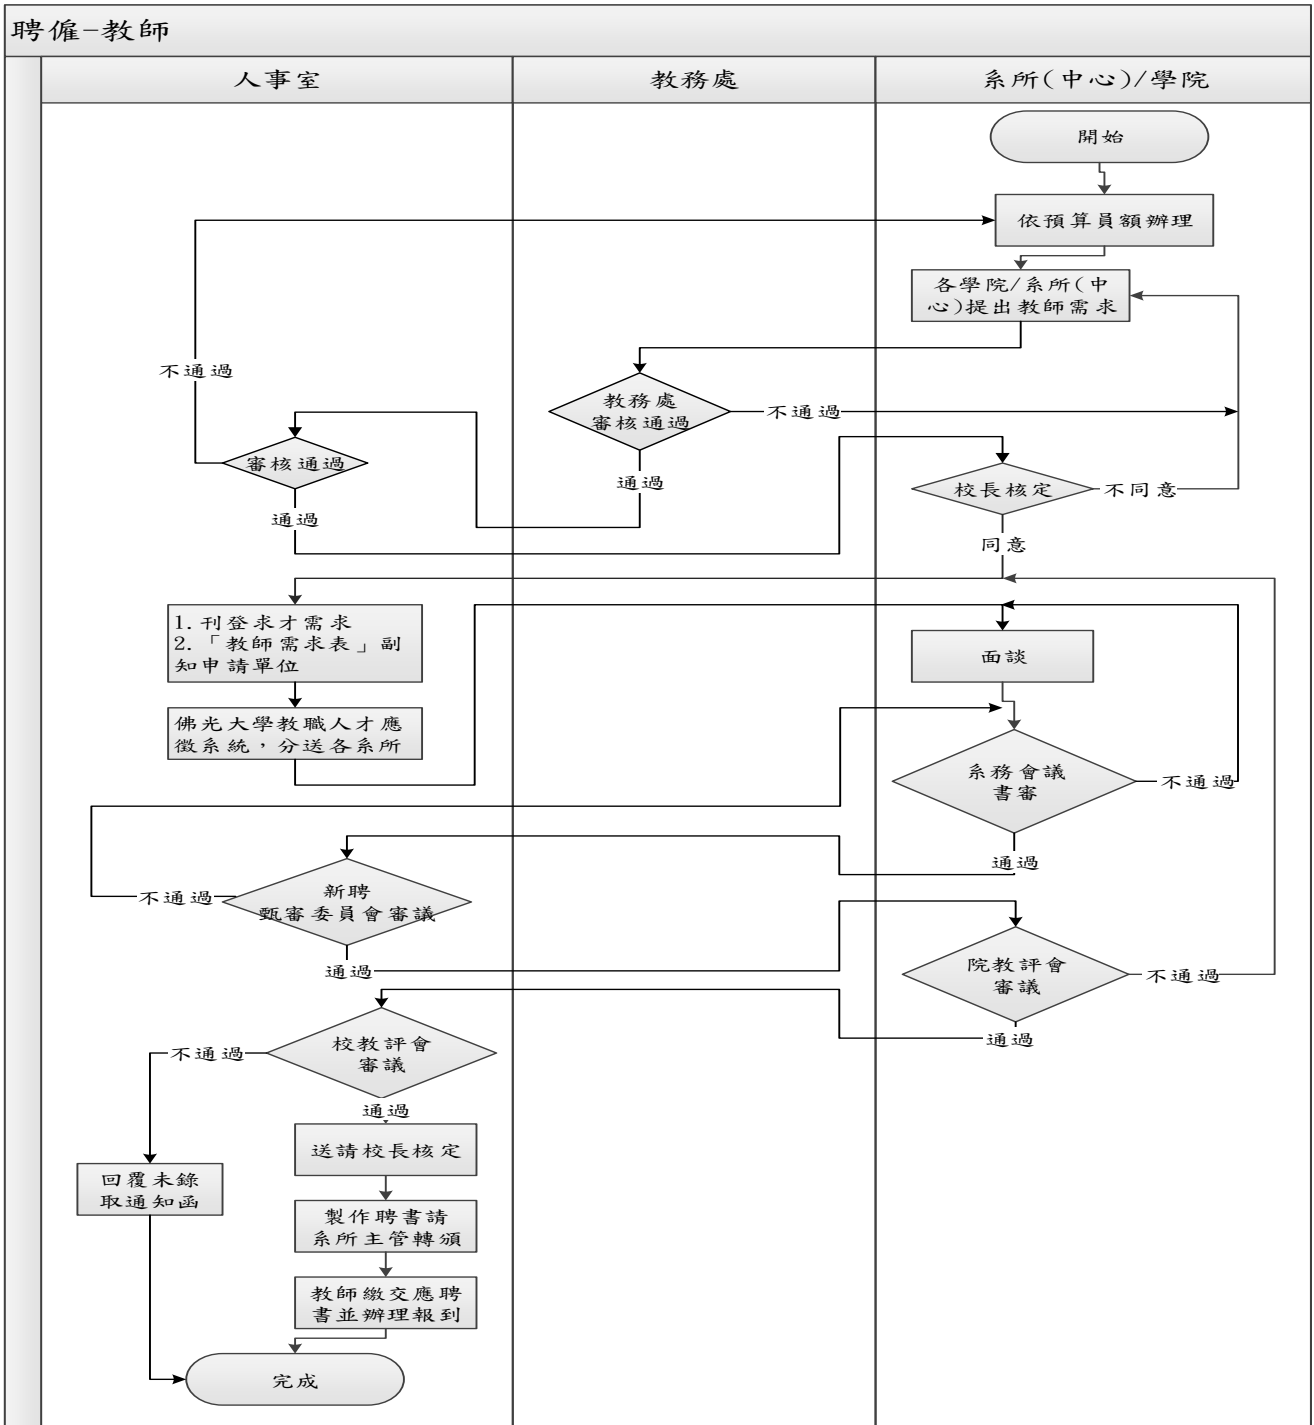 聘僱-教師
人事室
教務處
系所(中心)/學院
開始
依預算員額辦理
各學院/系所(中
心)提出教師需求
不通過
教務處
審核通過
不通過
審核通過
通過
校長核定
不同意
通過
同意
1. 刊登求才需求
2. 「教師需求表」副
知申請單位
面談
佛光大學教職人才應
徵系統，分送各系所
系務會議
書審
不通過
通過
新聘
甄審委員會審議
不通過
通過
院教評會
審議
不通過
通過
校教評會
審議
不通過
通過
送請校長核定
回覆未錄
取通知函
製作聘書請
系所主管轉頒
教師繳交應聘
書並辦理報到
完成